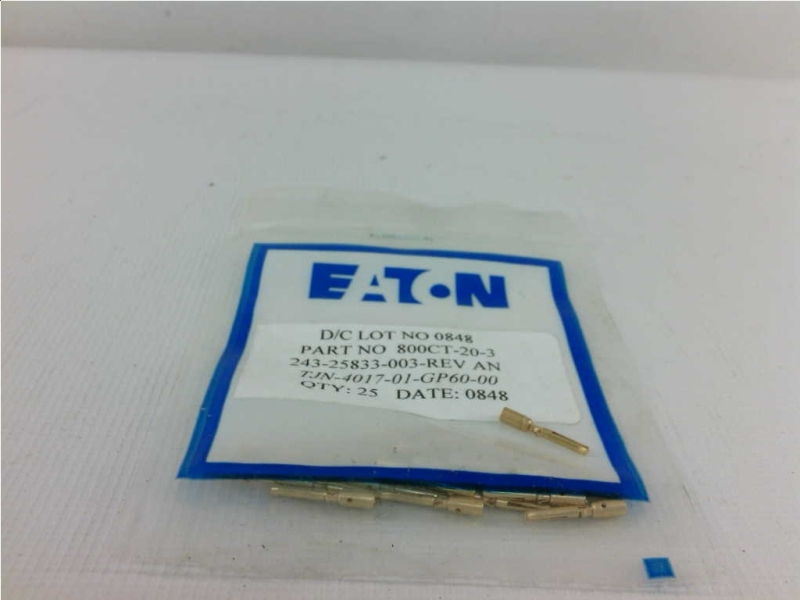 EATON
D/C LOT NO 0848
PART NO 800CT-20-3
243-25833-003-REV AN
TJN-4017-01-GP60-00
QTY: 25 DATE: 0848